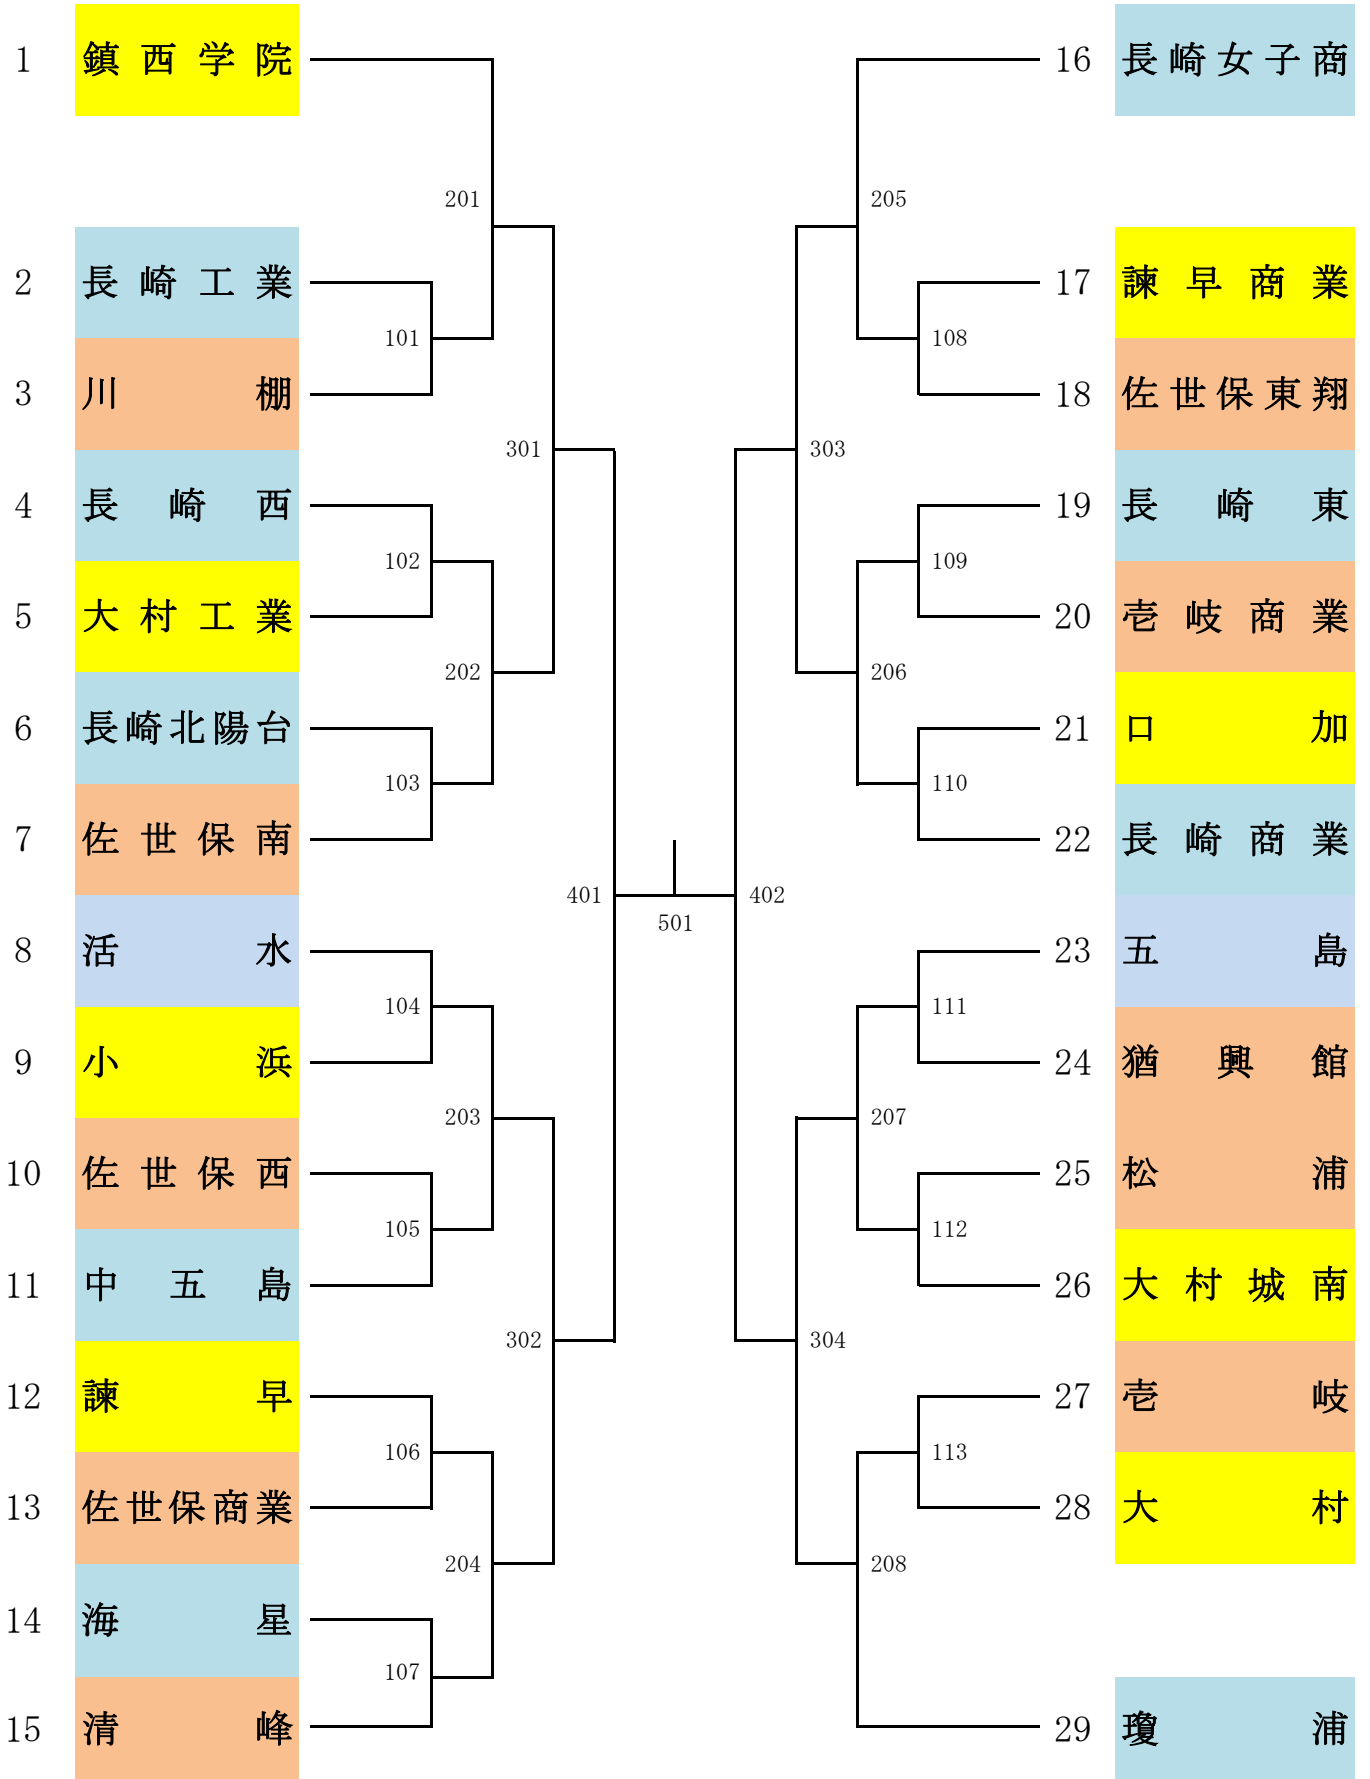 1 鎮西学院
201
2 長崎工業
101
3 川棚
301
4 長崎西
102
5 大村工業
202
6 長崎北陽台
103
7 佐世保南
401
8 活水
104
9 小浜
203
10 佐世保西
105
11 中五島
302
12 諫早
106
13 佐世保商業
204
14 海星
107
15 清峰
501
16 長崎女子商
205
17 諫早商業
108
18 佐世保東翔
303
19 長崎東
109
20 壱岐商業
206
21 口加
110
22 長崎商業
402
23 五島
111
24 猶興館
207
25 松浦
112
26 大村城南
304
27 壱岐
113
28 大村
208
29 瓊浦